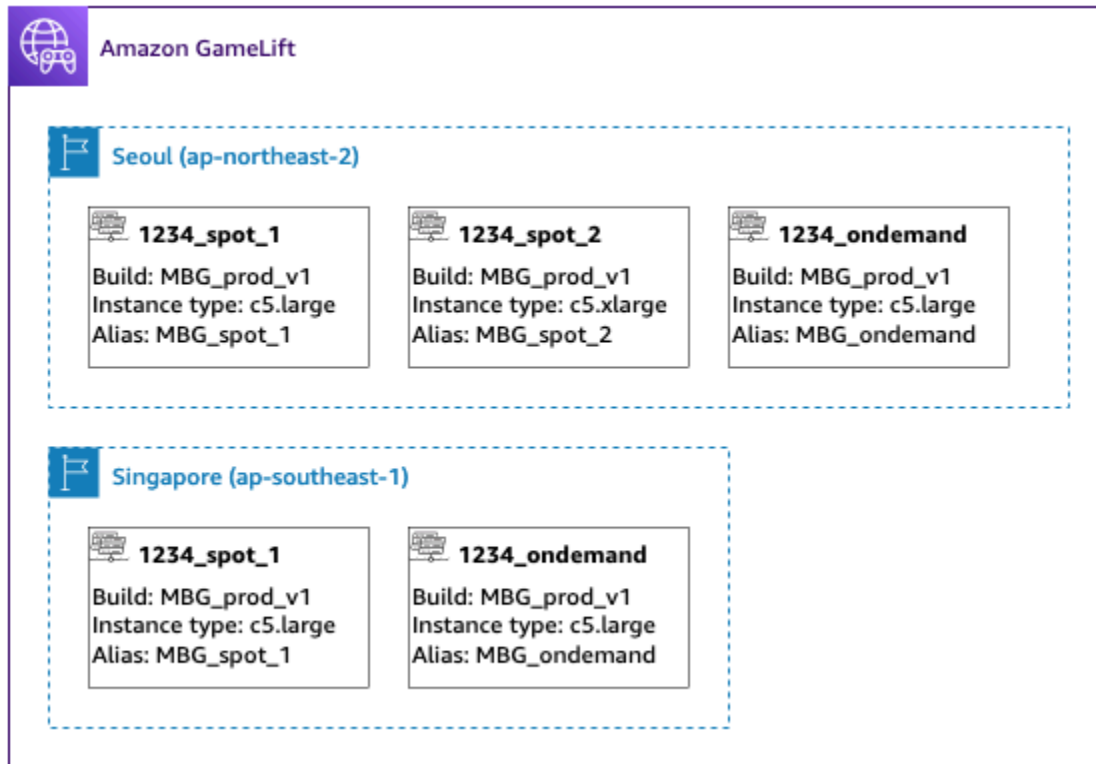 Amazon GameLift
Seoul (ap-northeast-2)
1234_spot_1
Build: MBG_prod_v1
Instance type: c5.large
Alias: MBG_spot_1
1234_spot_2
Build: MBG_prod_v1
Instance type: c5.xlarge
Alias: MBG_spot_2
1234_ondemand
Build: MBG_prod_v1
Instance type: c5.large
Alias: MBG_ondemand
Singapore (ap-southeast-1)
1234_spot_1
Build: MBG_prod_v1
Instance type: c5.large
Alias: MBG_spot_1
1234_ondemand
Build: MBG_prod_v1
Instance type: c5.large
Alias: MBG_ondemand